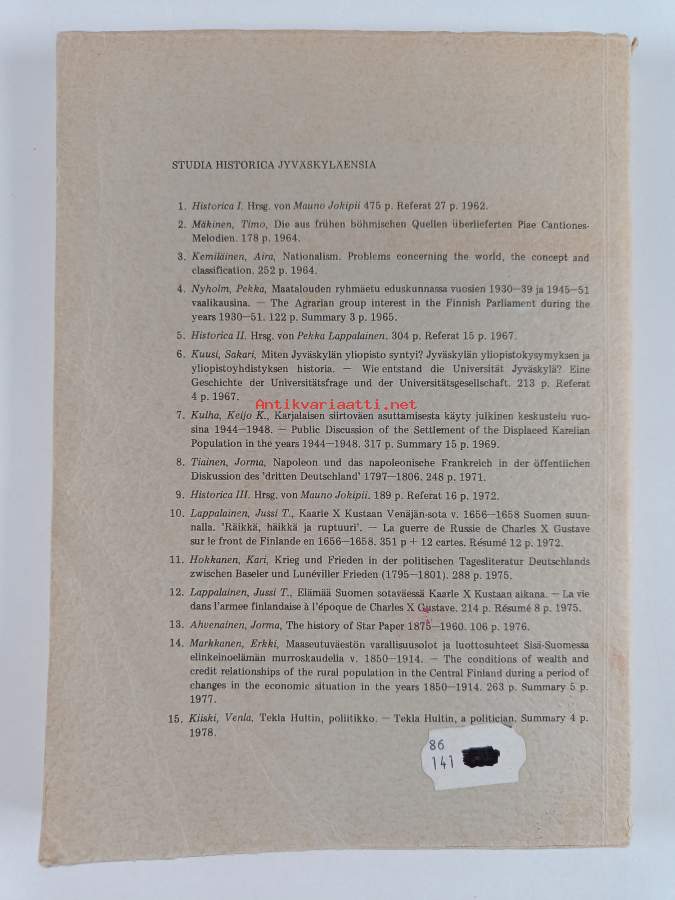 STUDIA HISTORICA JYVÄSKYLÄENSIA
1. Historica I. Hrsg. von Mauno Jokipii 475 p. Referat 27 p. 1962.
2. Mäkinen, Timo, Die aus frühen böhmischen Quellen überlieferten Piae Cantiones-
Melodien. 178 p. 1964.
3. Kemiläinen, Aira, Nationalism. Problems concerning the world, the concept and
classification. 252 p. 1964.
4. Nyholm, Pekka, Maatalouden ryhmäetu eduskunnassa vuosien 1930—39 ja 1945—51
vaalikausina. — The Agrarian group interest in the Finnish Parliament during the
years 1930—51. 122 p. Summary 3 p. 1965.
5. Historica II. Hrsg. von Pekka Lappalainen. 304 p. Referat 15 p. 1967.
6. Kuusi, Sakari, Miten Jyväskylän yliopisto syntyi? Jyväskylän yliopistokysymyksen ja
yliopistoyhdistyksen historia. — Wie entstand die Universität Jyväskylä? Eine
Geschichte der Universitätsfrage und der Universitätsgesellschaft. 213 p. Referat
4 p. 1967.
Antikvariaatti.net
7. Kulha, Keijo K., Karjalaisen siirtoväen asuttamisesta käyty julkinen keskustelu vuo-
sina 1944—1948. — Public Discussion of the Settlement of the Displaced Karelian
Population in the years 1944—1948. 317 p. Summary 15 p. 1969.
8. Tiainen, Jorma, Napoleon und das napoleonische Frankreich in der öffentlichen
Diskussion des 'dritten Deutschland' 1797—1806. 248 p. 1971.
9. Historica III. Hrsg. von Mauno Jokipii. 189 p. Referat 16 p. 1972.
10. Lappalainen, Jussi T., Kaarle X Kustaan Venäjän-sota v. 1656—1658 Suomen suun-
nalla. 'Räikkä, häikkä ja ruptuuri'. — La guerre de Russie de Charles X Gustave
sur le front de Finlande en 1656—1658. 351 p + 12 cartes. Résumé 12 p. 1972.
11. Hokkanen, Kari, Krieg und Frieden in der politischen Tagesliteratur Deutschlands
zwischen Baseler und Lunéviller Frieden (1795—1801). 288 p. 1975.
12. Lappalainen, Jussi T., Elämää Suomen sotaväessä Kaarle X Kustaan aikana. — La vie
dans l'armee finlandaise à l'époque de Charles X Gustave. 214 p. Résumé 8 p. 1975.
13. Ahvenainen, Jorma, The history of Star Paper 1875—1960. 106 p. 1976.
14. Markkanen, Erkki, Maaseutuväestön varallisuusolot ja luottosuhteet Sisä-Suomessa
elinkeinoelämän murroskaudella v. 1850—1914. — The conditions of wealth and
credit relationships of the rural population in the Central Finland during a period of
changes in the economic situation in the years 1850—1914. 263 p. Summary 5 p.
1977.
15. Kiiski, Venla, Tekla Hultin, poliitikko. — Tekla Hultin, a politician. Summary 4 p.
1978.
86
141